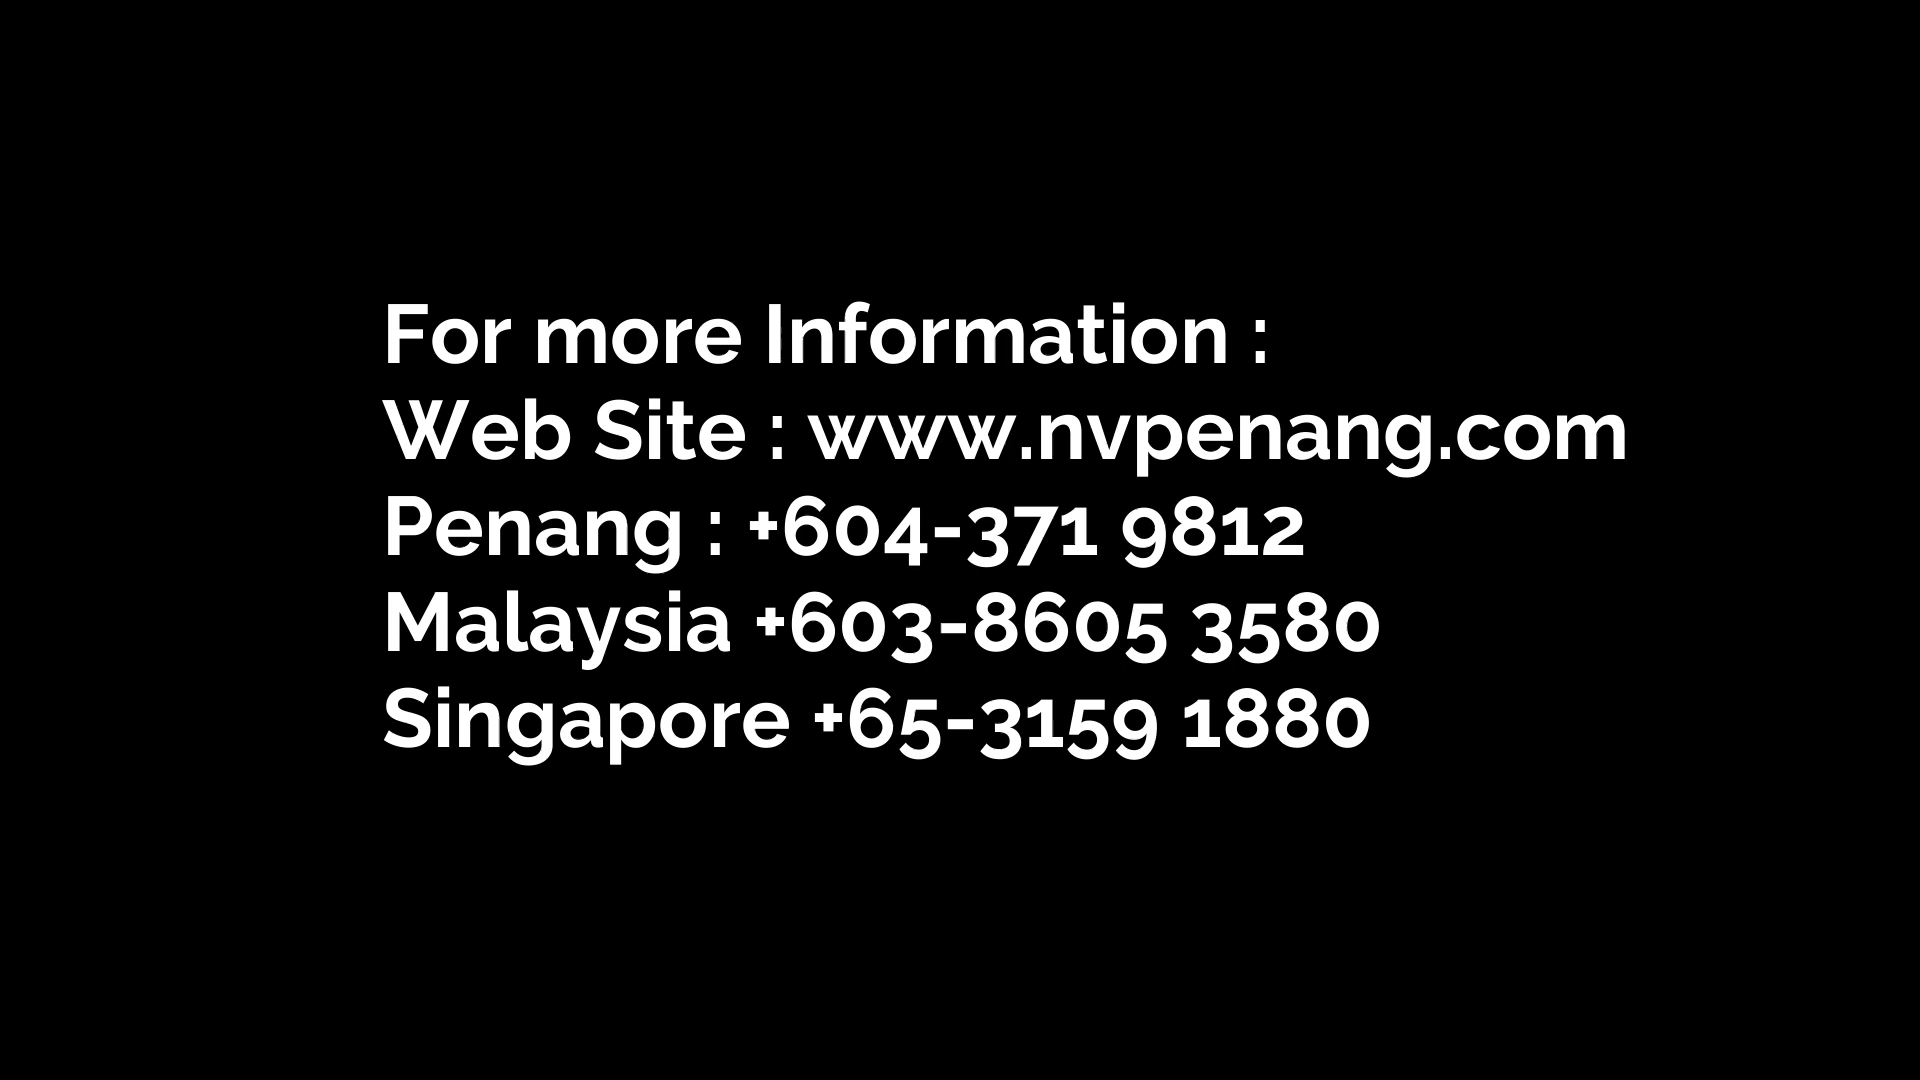 For more Information :
Web Site : www.nvpenang.com
Penang : +604-371 9812
Malaysia +603-8605 3580
Singapore +65-3159 1880